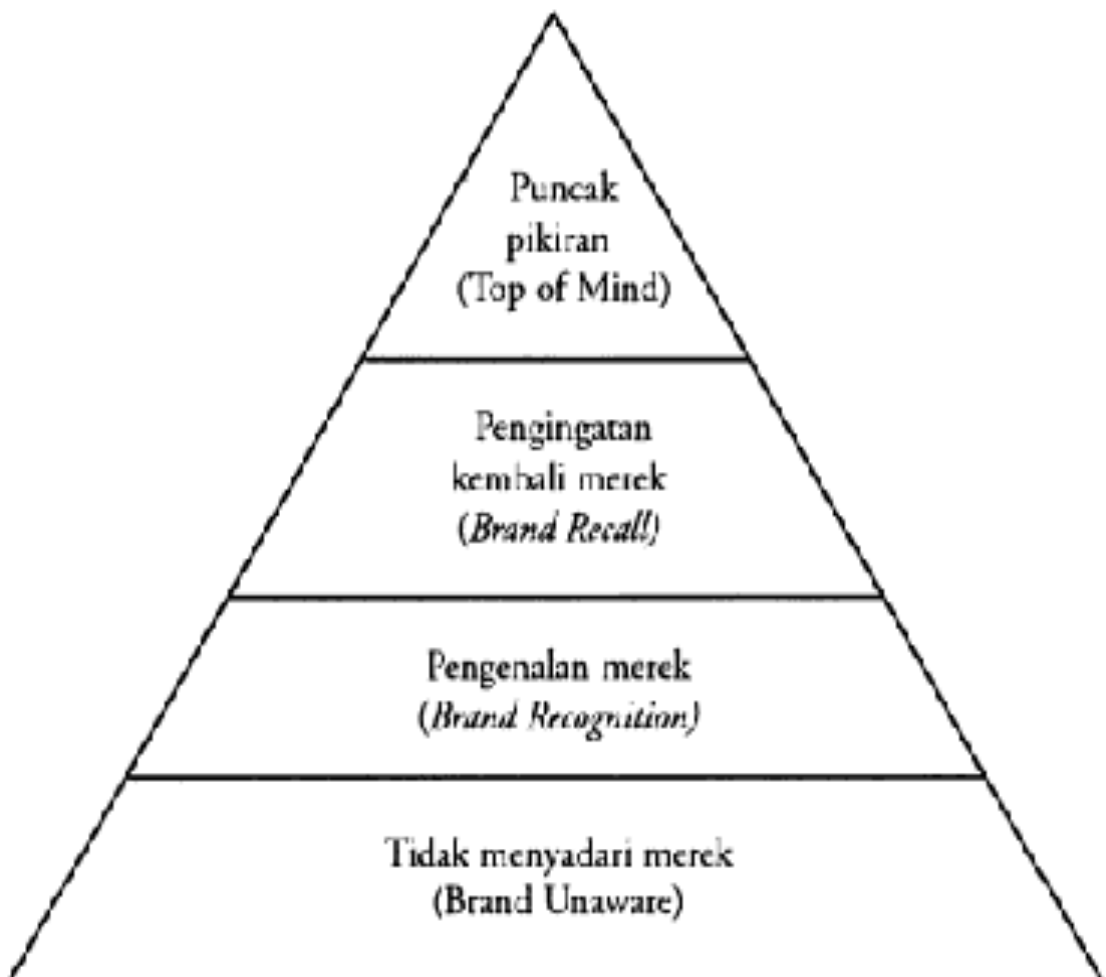 Puncak
pikiran
(Top of Mind)
Pengingatan
kembali merek
(Brand Recall)
Pengenalan merek
(Brand Recognition)
Tidak menyadari merek
(Brand Unaware)